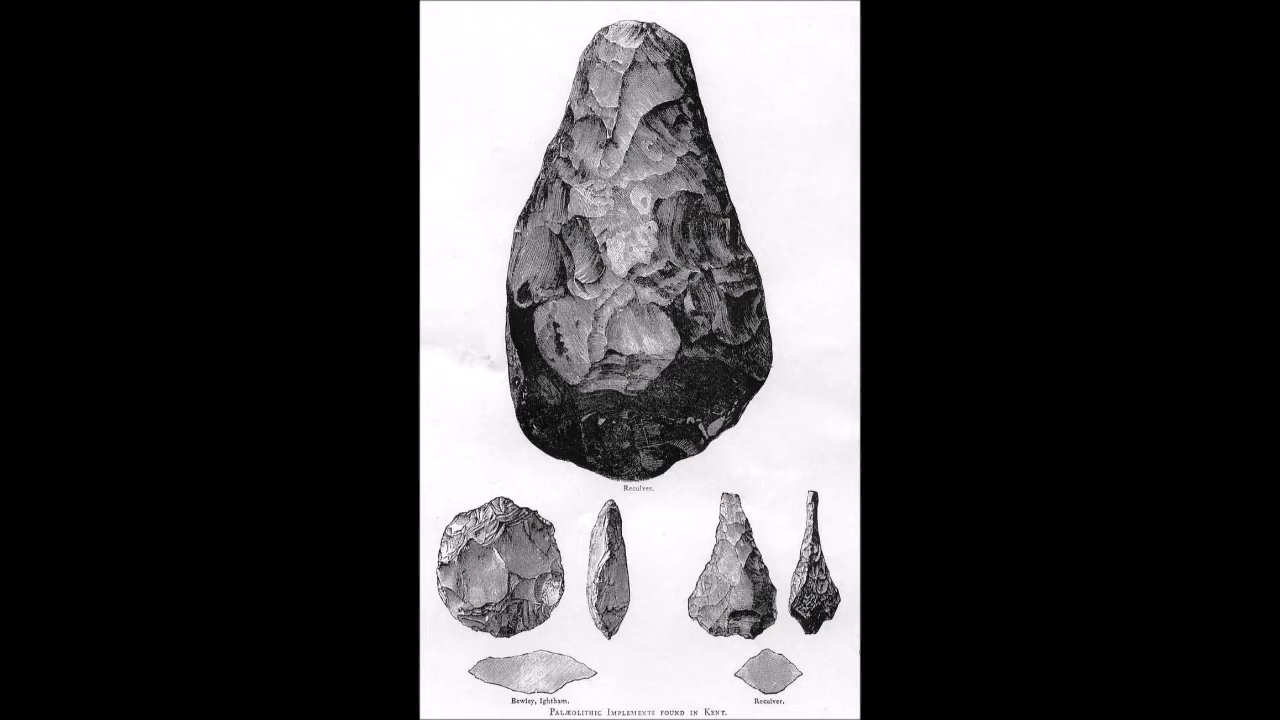 Reculver.
Bewley, Ightham.
Reculver.
PALÆOLITHIC IMPLEMENTS FOUND IN KENT.